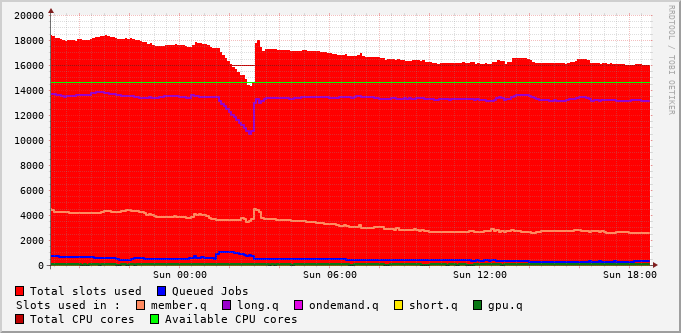 20000
18000
16000
14000
12000
10000
8000
6000
4000
2000
0
Sun 00:00 Sun 06:00 Sun 12:00 Sun 18:00
Total slots used Queued Jobs
Slots used in : member.q long.q ondemand.q short.q gpu.q
Total CPU cores Available CPU cores
RRDTOOL / TOBI OETIKER